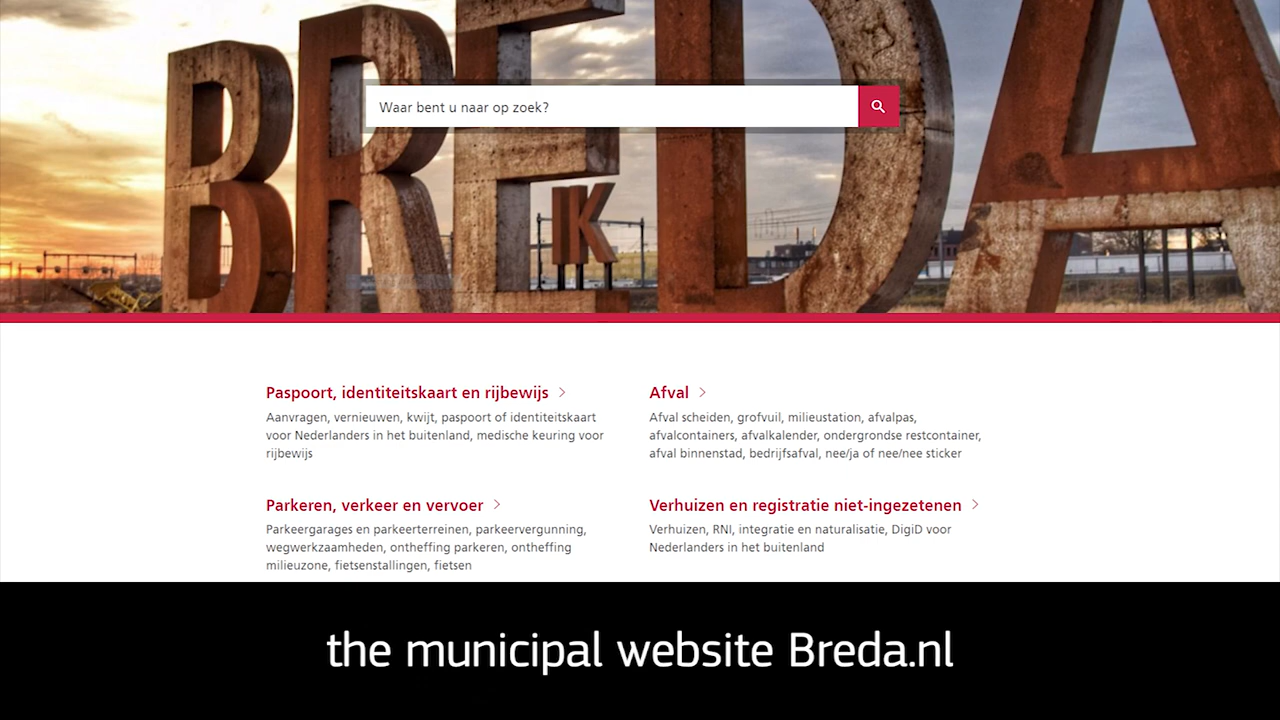 BREDA
IK
Waar bent u naar op zoek?
Paspoort, identiteitskaart en rijbewijs
Aanvragen, vernieuwen, kwijt, paspoort of identiteitskaart
voor Nederlanders in het buitenland, medische keuring voor
rijbewijs
Afval
Afval scheiden, grofvuil, milieustation, afvalpas,
afvalcontainers, afvalkalender, ondergrondse restcontainer,
afval binnenstad, bedrijfsafval, nee/ja of nee/nee sticker
Parkeren, verkeer en vervoer
Parkeergarages en parkeerterreinen, parkeervergunning,
wegwerkzaamheden, ontheffing parkeren, ontheffing
milieuzone, fietsenstallingen, fietsen
Verhuizen en registratie niet-ingezetenen
Verhuizen, RNI, integratie en naturalisatie, DigiD voor
Nederlanders in het buitenland
the municipal website Breda.nl